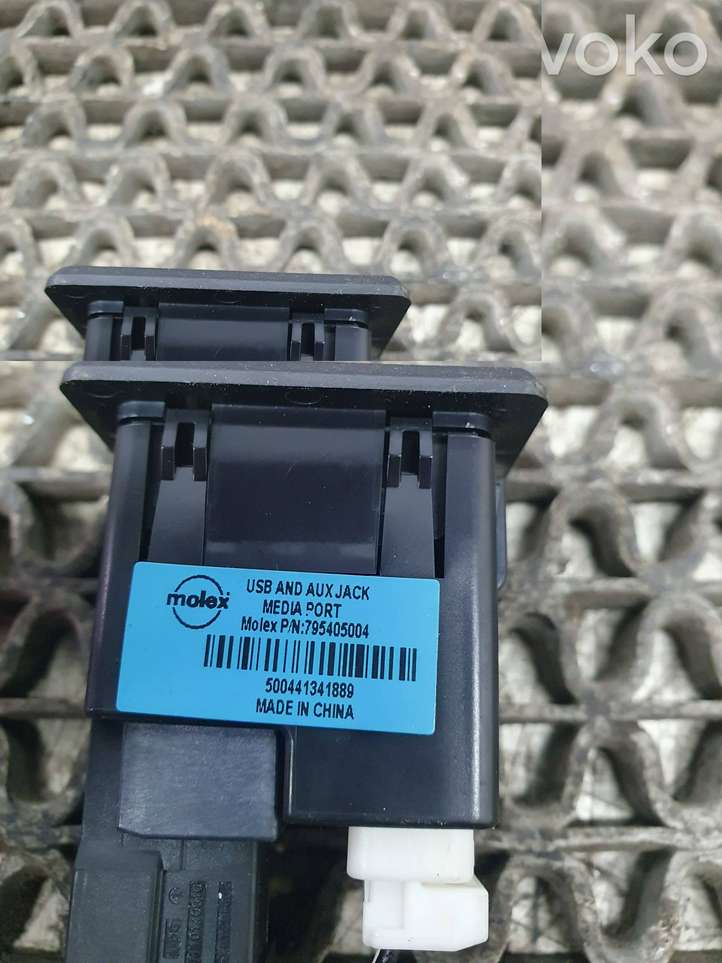 voko
molex
USB AND AUX JACK
MEDIA PORT
Molex P/N:795405004
500441341889
MADE IN CHINA